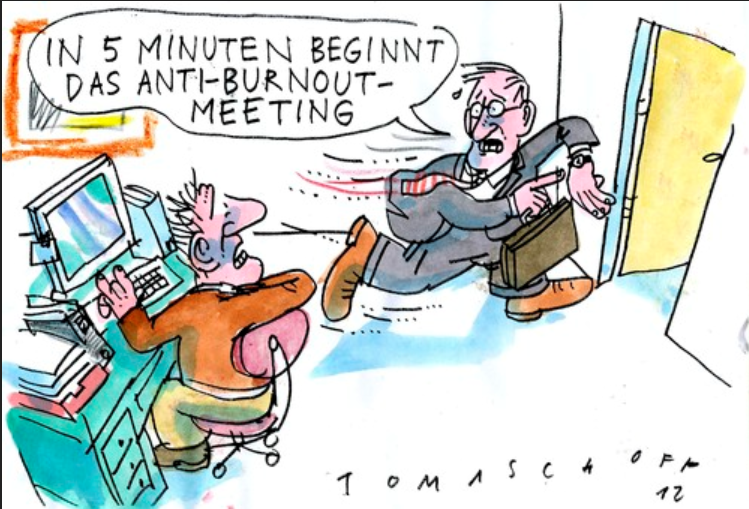 IN 5 MINUTEN BEGINNT
DAS ANTI-BURNOUT-
MEETING
TOMASCHOFF
12